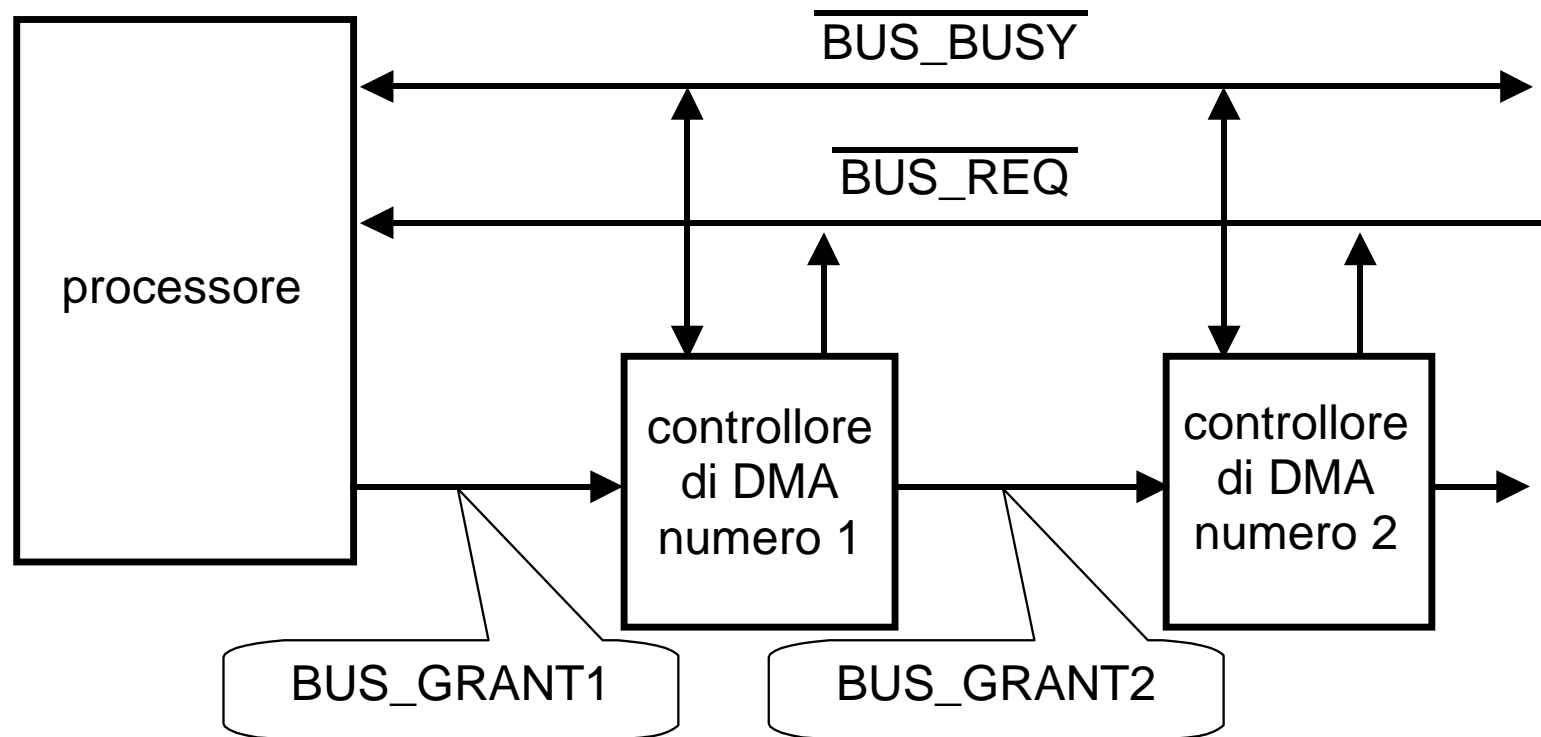 BUS_BUSY
BUS_REQ
processore
controllore
di DMA
numero 1
controllore
di DMA
numero 2
BUS_GRANT1
BUS_GRANT2